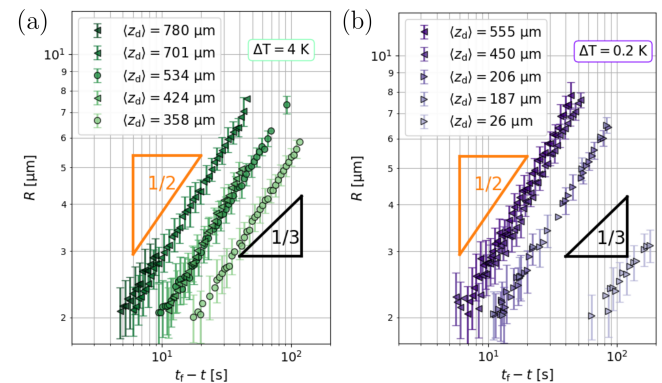 (a)
⟨z_d⟩ = 780 µm
⟨z_d⟩ = 701 µm
⟨z_d⟩ = 534 µm
⟨z_d⟩ = 424 µm
⟨z_d⟩ = 358 µm
ΔT = 4 K
10¹
9
8
7
6
5
4
3
2
R [µm]
1/2
1/3
10¹
10²
t_f − t [s]
(b)
⟨z_d⟩ = 555 µm
⟨z_d⟩ = 450 µm
⟨z_d⟩ = 206 µm
⟨z_d⟩ = 187 µm
⟨z_d⟩ = 26 µm
ΔT = 0.2 K
10¹
9
8
7
6
5
4
3
2
R [µm]
1/2
1/3
10¹
10²
t_f − t [s]